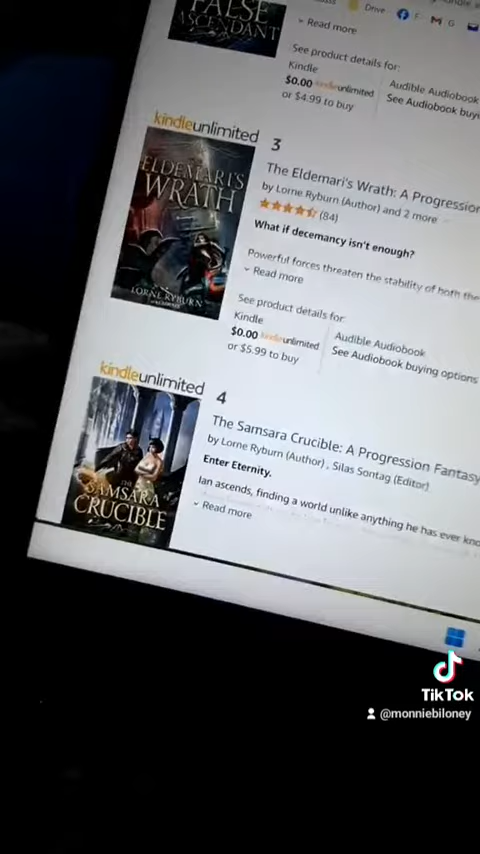 FALSE
ASCENDANT
Drive
F
M G
Read more
See product details for:
Kindle
$0.00 kindleunlimited
or $4.99 to buy
Audible Audiobook
See Audiobook
kindleunlimited
3
ELDEMARI'S
WRATH
LORNE RYBURN
The Eldemari's Wrath: A Progression
by Lorne Ryburn (Author) and 2 more
(84)
What if decemancy isn't enough?
Powerful forces threaten the stability of both
Read more
See product details for:
Kindle
$0.00 kindleunlimited
or $5.99 to buy
Audible Audiobook
See Audiobook buying options
kindleunlimited
4
THE
SAMSARA
CRUCIBLE
The Samsara Crucible: A Progression Fantasy
by Lorne Ryburn (Author), Silas Sontag (Editor)
Enter Eternity.
Ian ascends, finding a world unlike anything he has ever
Read more
TikTok
@monniebiloney